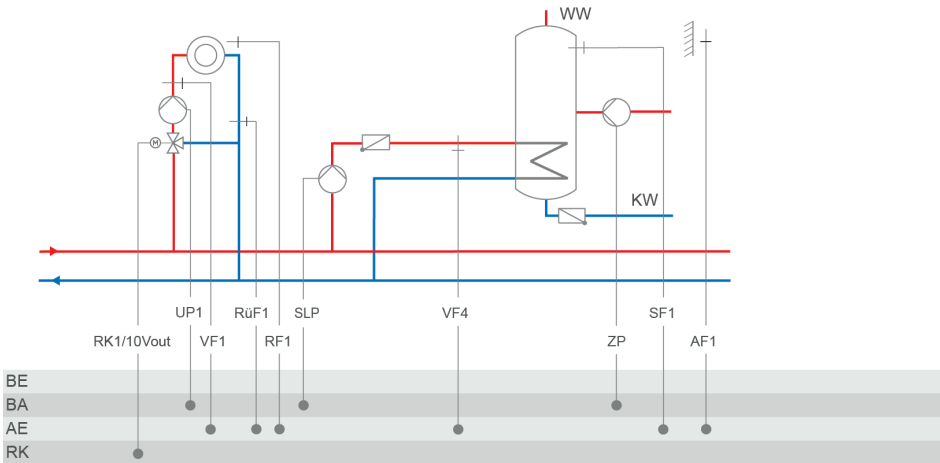 WW
M
KW
UP1 RüF1 SLP VF4 SF1
RK1/10Vout VF1 RF1 ZP AF1
BE
BA
AE
RK